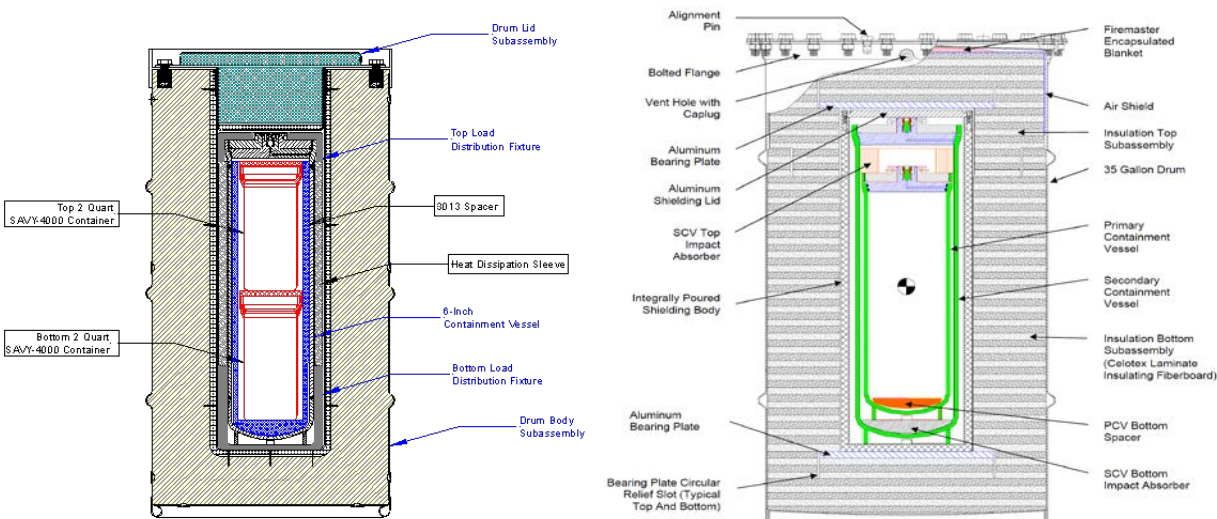 Drum Lid
Subassembly
Top Load
Distribution Fixture
Top 2 Quart
SAVY-4000 Container
3013 Spacer
Heat Dissipation Sleeve
6-Inch
Containment Vessel
Bottom 2 Quart
SAVY-4000 Container
Bottom Load
Distribution Fixture
Drum Body
Subassembly
Alignment
Pin
Bolted Flange
Vent Hole with
Caplug
Aluminum
Bearing Plate
Aluminum
Shielding Lid
SCV Top
Impact
Absorber
Integrally Poured
Shielding Body
Aluminum
Bearing Plate
Bearing Plate Circular
Relief Slot (Typical
Top And Bottom)
Firemaster
Encapsulated
Blanket
Air Shield
Insulation Top
Subassembly
35 Gallon Drum
Primary
Containment
Vessel
Secondary
Containment
Vessel
Insulation Bottom
Subassembly
(Celotex Laminate
Insulating Fiberboard)
PCV Bottom
Spacer
SCV Bottom
Impact Absorber